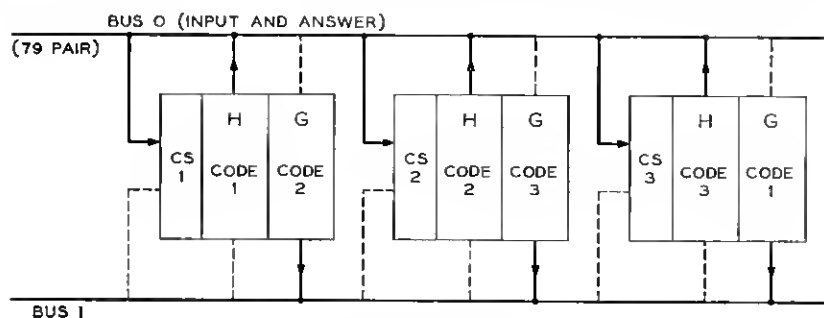 BUS 0 (INPUT AND ANSWER)
(79 PAIR)
CS 1
H CODE 1
G CODE 2
CS 2
H CODE 2
G CODE 3
CS 3
H CODE 3
G CODE 1
BUS 1